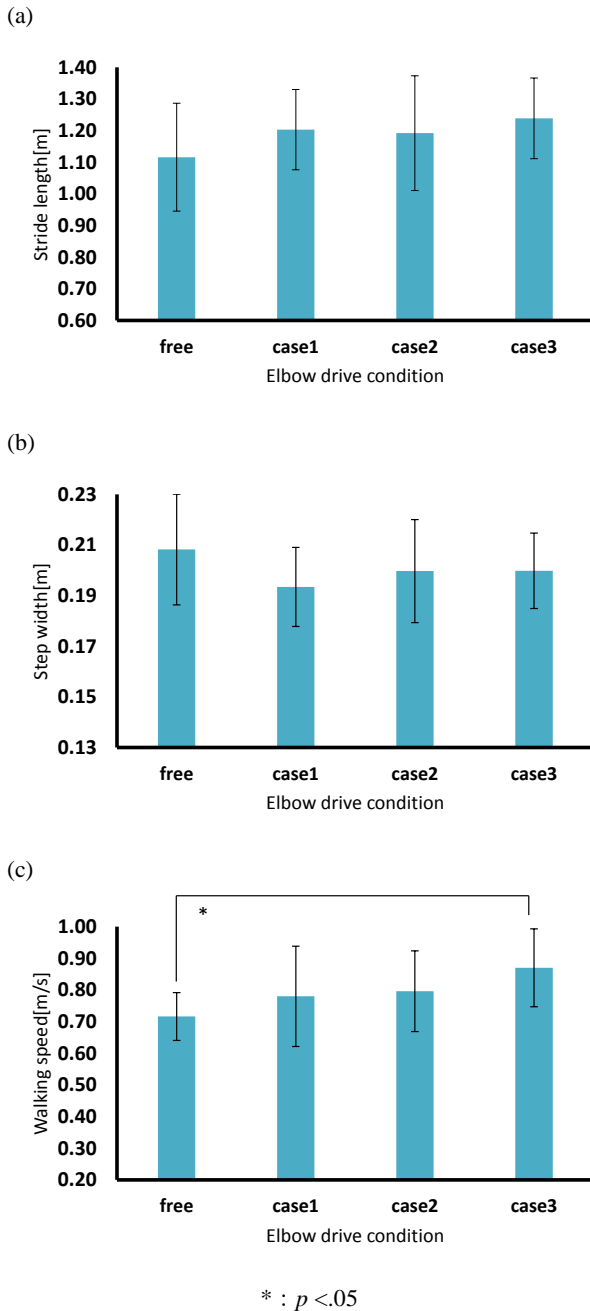 (a)
1.40
1.30
1.20
1.10
1.00
0.90
0.80
0.70
0.60
Stride length[m]
free case1 case2 case3
Elbow drive condition
(b)
0.23
0.21
0.19
0.17
0.15
0.13
Step width[m]
free case1 case2 case3
Elbow drive condition
(c)
*
1.00
0.90
0.80
0.70
0.60
0.50
0.40
0.30
0.20
Walking speed[m/s]
free case1 case2 case3
Elbow drive condition
* : p <.05